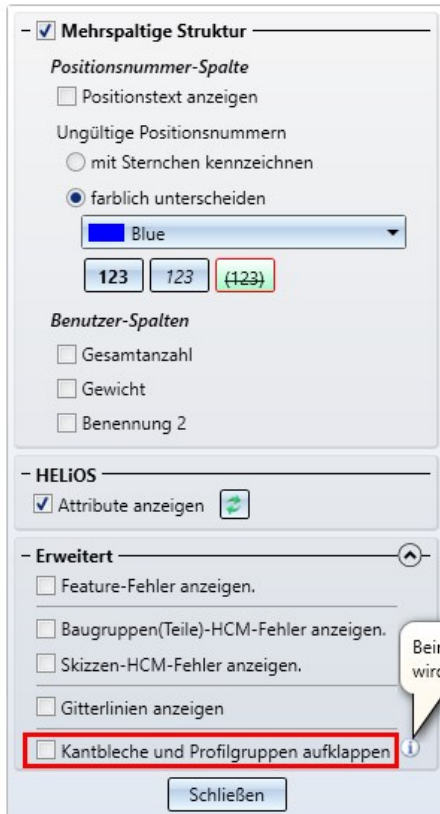 Mehrspaltige Struktur
Positionsnummer-Spalte
Positionstext anzeigen
Ungültige Positionsnummern
mit Sternchen kennzeichnen
farblich unterscheiden
Blue
123 123 (123)
Benutzer-Spalten
Gesamtanzahl
Gewicht
Benennung 2
HELiOS
Attribute anzeigen
Erweitert
Feature-Fehler anzeigen.
Baugruppen(Teile)-HCM-Fehler anzeigen.
Skizzen-HCM-Fehler anzeigen.
Gitterlinien anzeigen
Kantbleche und Profilgruppen aufklappen
Schließen